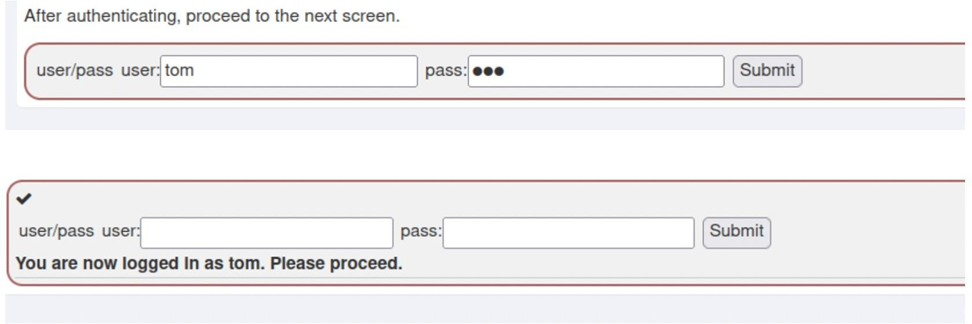 After authenticating, proceed to the next screen.
user/pass user: tom pass: ●●● Submit
✔
user/pass user: pass: Submit
You are now logged in as tom. Please proceed.